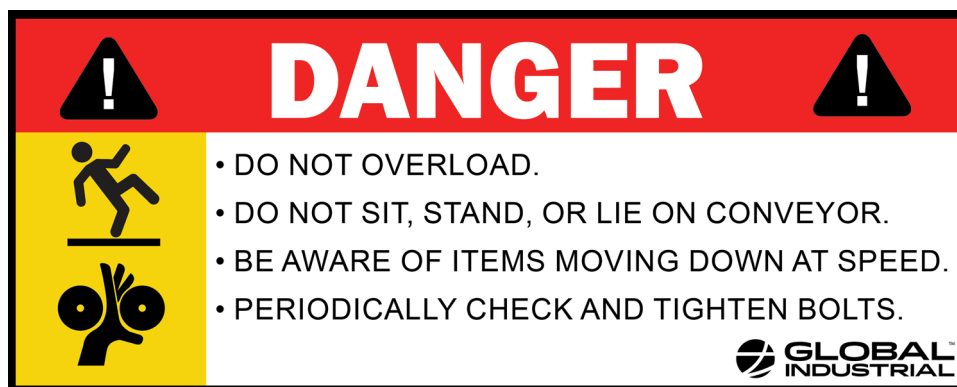 ! DANGER !
• DO NOT OVERLOAD.
• DO NOT SIT, STAND, OR LIE ON CONVEYOR.
• BE AWARE OF ITEMS MOVING DOWN AT SPEED.
• PERIODICALLY CHECK AND TIGHTEN BOLTS.
GLOBAL™
INDUSTRIAL